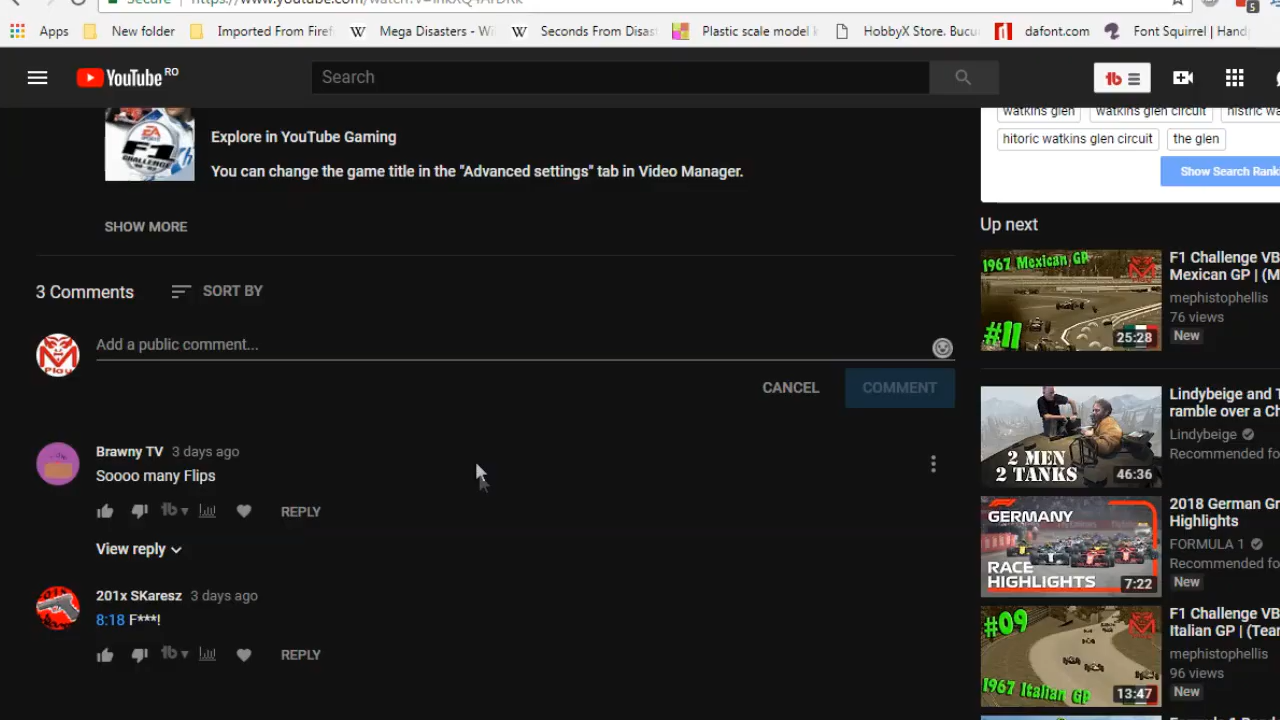 Secure
Apps New folder Imported From Firef Mega Disasters - Wi Seconds From Disas Plastic scale model k HobbyX Store. Bucu dafont.com Font Squirrel | Hand
5
YouTube RO
Search
EA SPORTS
F1 CHALLENGE
Explore in YouTube Gaming
You can change the game title in the "Advanced settings" tab in Video Manager.
SHOW MORE
3 Comments SORT BY
Add a public comment...
CANCEL COMMENT
Brawny TV 3 days ago
Soooo many Flips
REPLY
View reply
201x SKaresz 3 days ago
8:18 F***!
REPLY
watkins glen watkins glen circuit histric wa
hitoric watkins glen circuit the glen
Show Search Rank
Up next
1967 Mexican GP
#11
25:28
F1 Challenge VB
Mexican GP | (M
mephistophellis
76 views
New
2 MEN
2 TANKS
46:36
Lindybeige and T
ramble over a Ch
Lindybeige
Recommended fo
GERMANY
RACE
HIGHLIGHTS
7:22
2018 German Gr
Highlights
FORMULA 1
Recommended fo
New
#09
1967 Italian GP
13:47
F1 Challenge VB
Italian GP | (Tea
mephistophellis
96 views
New